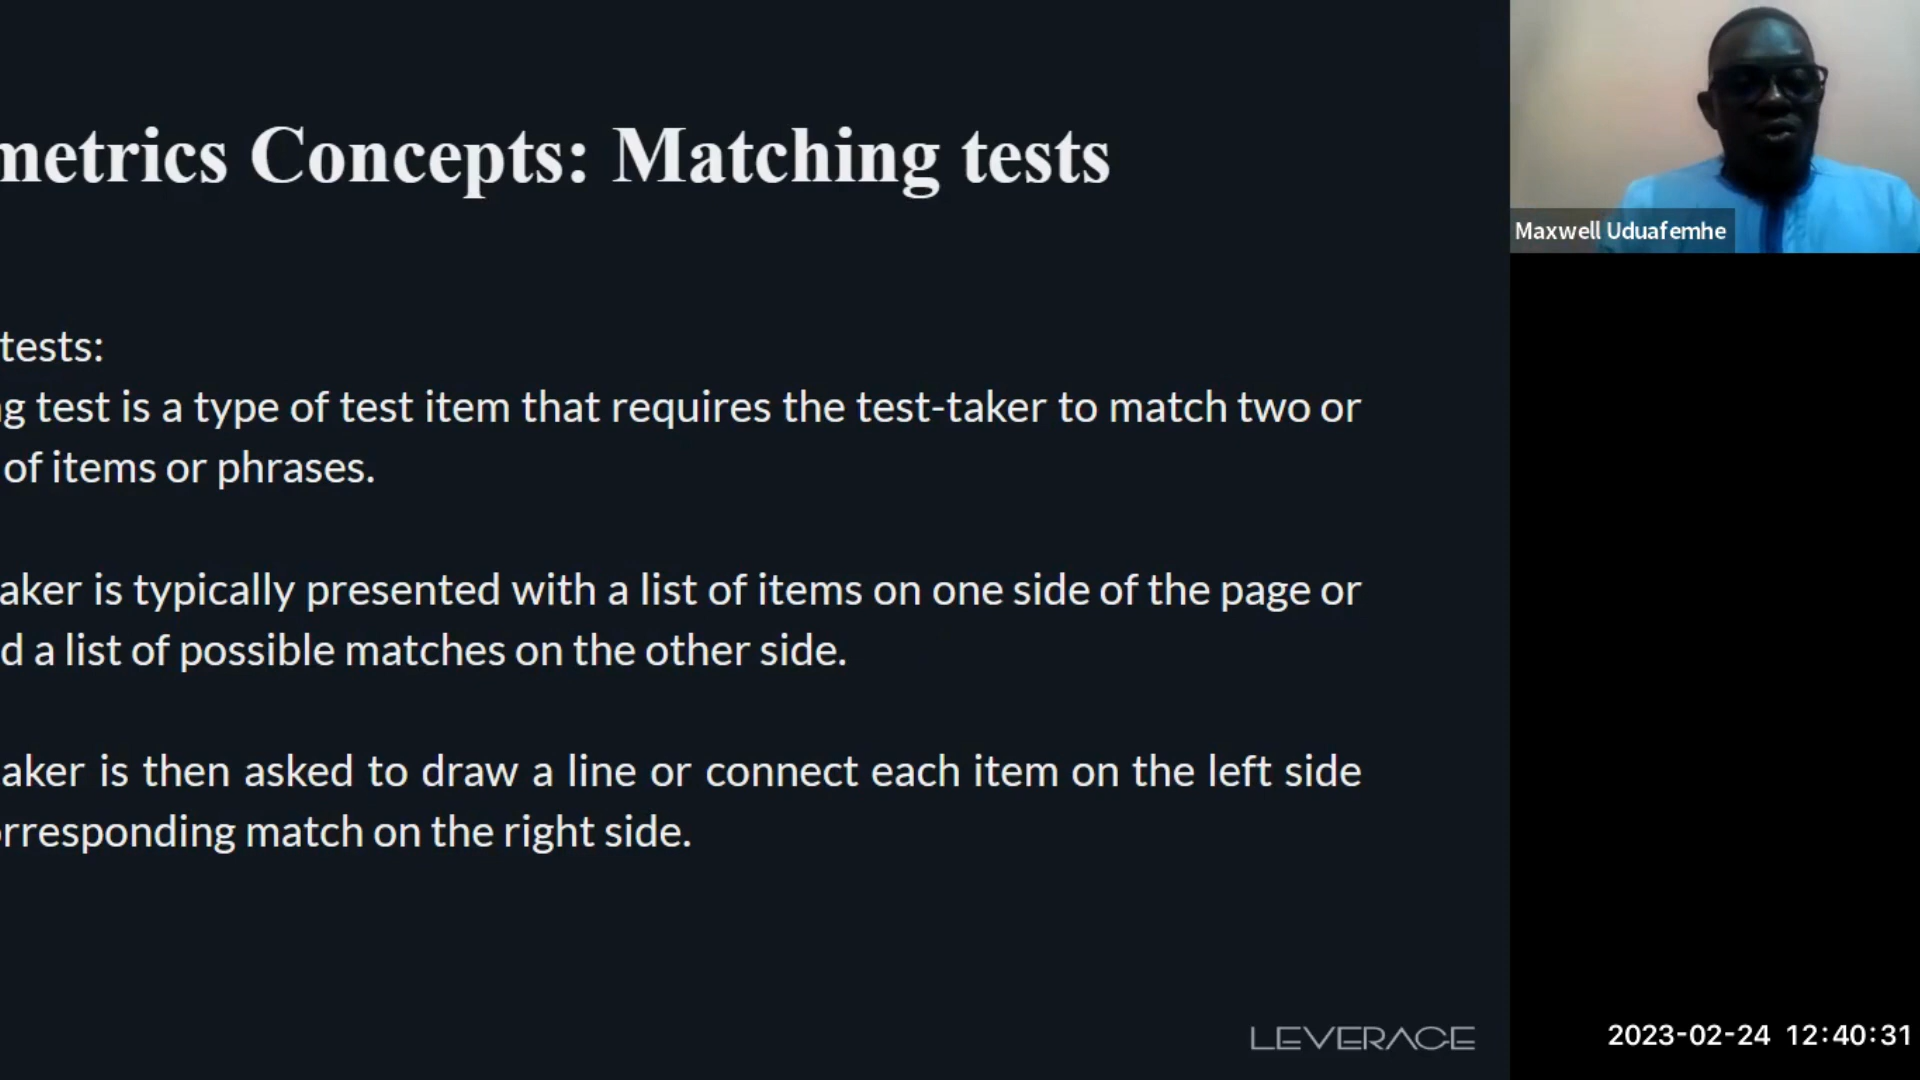 metrics Concepts: Matching tests
Maxwell Uduafemhe
tests:
ng test is a type of test item that requires the test-taker to match two or
of items or phrases.
aker is typically presented with a list of items on one side of the page or
d a list of possible matches on the other side.
aker is then asked to draw a line or connect each item on the left side
orresponding match on the right side.
LEVERAGE
2023-02-24 12:40:31